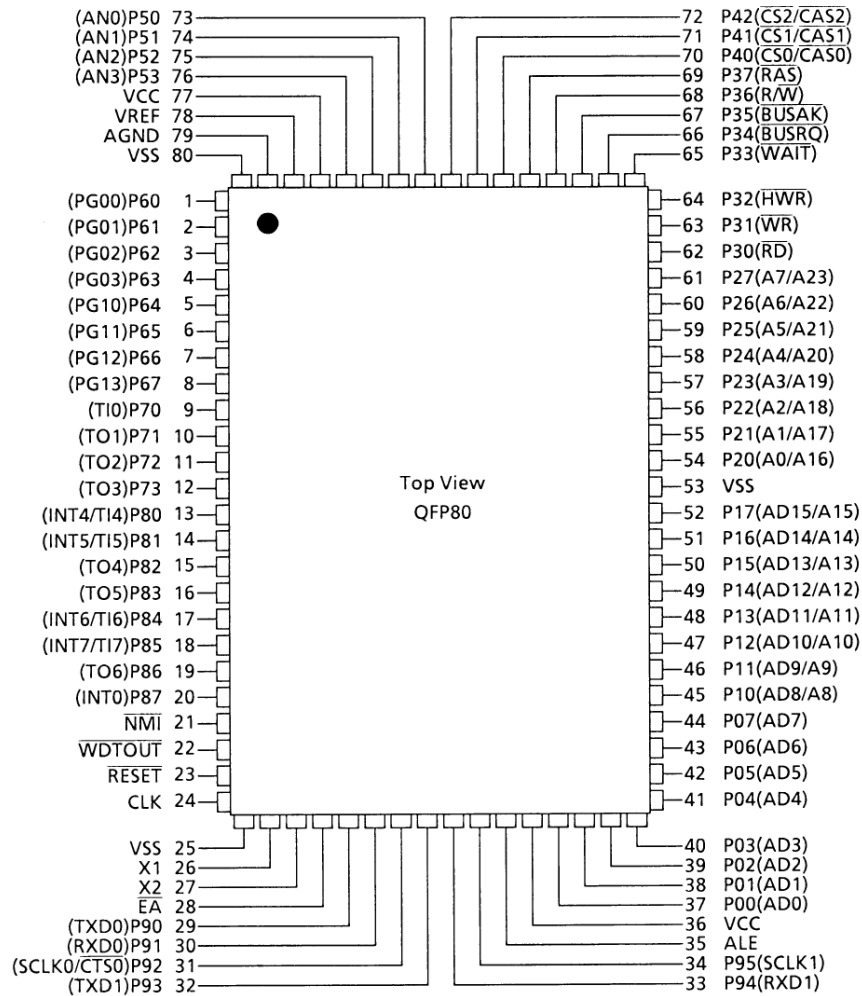 (AN0)P50 73
(AN1)P51 74
(AN2)P52 75
(AN3)P53 76
VCC 77
VREF 78
AGND 79
VSS 80
72 P42(CS2/CAS2)
71 P41(CS1/CAS1)
70 P40(CS0/CAS0)
69 P37(RAS)
68 P36(R/W)
67 P35(BUSAK)
66 P34(BUSRQ)
65 P33(WAIT)
(PG00)P60 1
(PG01)P61 2
(PG02)P62 3
(PG03)P63 4
(PG10)P64 5
(PG11)P65 6
(PG12)P66 7
(PG13)P67 8
(TI0)P70 9
(TO1)P71 10
(TO2)P72 11
(TO3)P73 12
(INT4/TI4)P80 13
(INT5/TI5)P81 14
(TO4)P82 15
(TO5)P83 16
(INT6/TI6)P84 17
(INT7/TI7)P85 18
(TO6)P86 19
(INT0)P87 20
NMI 21
WDTOUT 22
RESET 23
CLK 24
Top View
QFP80
64 P32(HWR)
63 P31(WR)
62 P30(RD)
61 P27(A7/A23)
60 P26(A6/A22)
59 P25(A5/A21)
58 P24(A4/A20)
57 P23(A3/A19)
56 P22(A2/A18)
55 P21(A1/A17)
54 P20(A0/A16)
53 VSS
52 P17(AD15/A15)
51 P16(AD14/A14)
50 P15(AD13/A13)
49 P14(AD12/A12)
48 P13(AD11/A11)
47 P12(AD10/A10)
46 P11(AD9/A9)
45 P10(AD8/A8)
44 P07(AD7)
43 P06(AD6)
42 P05(AD5)
41 P04(AD4)
VSS 25
X1 26
X2 27
EA 28
(TXD0)P90 29
(RXD0)P91 30
(SCLK0/CTS0)P92 31
(TXD1)P93 32
40 P03(AD3)
39 P02(AD2)
38 P01(AD1)
37 P00(AD0)
36 VCC
35 ALE
34 P95(SCLK1)
33 P94(RXD1)